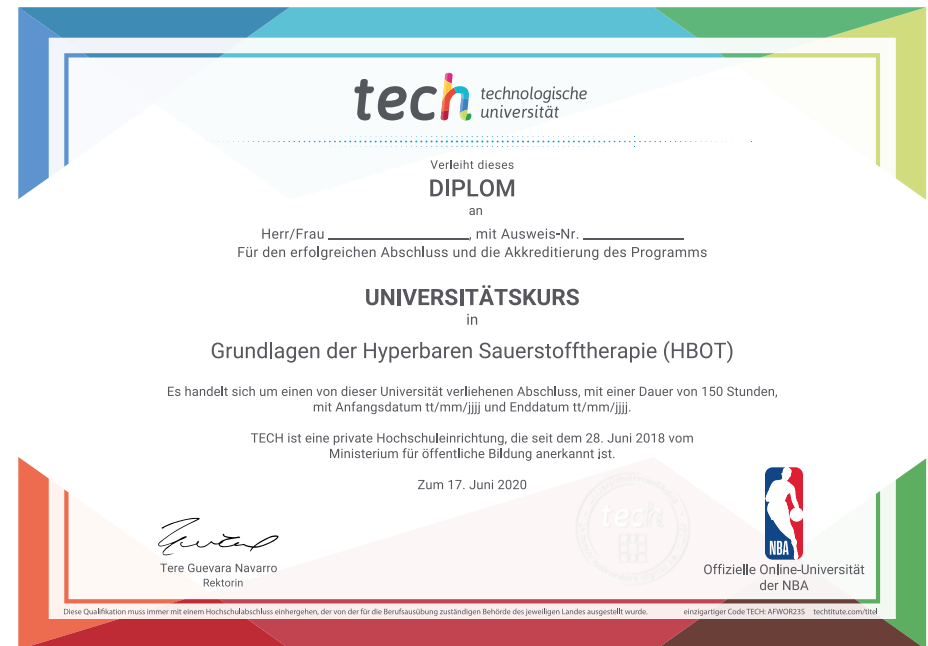 tech technologische
universität
Verleiht dieses
DIPLOM
an
Herr/Frau ____________________, mit Ausweis-Nr. ______________
Für den erfolgreichen Abschluss und die Akkreditierung des Programms
UNIVERSITÄTSKURS
in
Grundlagen der Hyperbaren Sauerstofftherapie (HBOT)
Es handelt sich um einen von dieser Universität verliehenen Abschluss, mit einer Dauer von 150 Stunden,
mit Anfangsdatum tt/mm/jjjj und Enddatum tt/mm/jjjj.
TECH ist eine private Hochschuleinrichtung, die seit dem 28. Juni 2018 vom
Ministerium für öffentliche Bildung anerkannt ist.
Zum 17. Juni 2020
tech
Tere Guevara Navarro
Rektorin
NBA
Offizielle Online-Universität
der NBA
Diese Qualifikation muss immer mit einem Hochschulabschluss einhergehen, der von der für die Berufsausübung zuständigen Behörde des jeweiligen Landes ausgestellt wurde.
einzigartiger Code TECH: AFWOR235 techtitute.com/titel